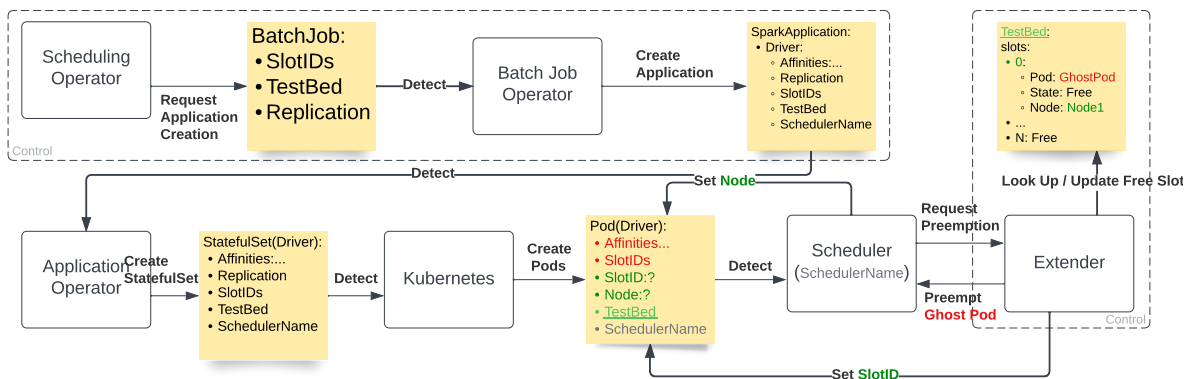 Scheduling
Operator
Request
Application
Creation
BatchJob:
• SlotIDs
• TestBed
• Replication
Detect
Batch Job
Operator
Create
Application
SparkApplication:
• Driver:
◦ Affinities:...
◦ Replication
◦ SlotIDs
◦ TestBed
◦ SchedulerName
Control
TestBed:
slots:
• 0:
◦ Pod: GhostPod
◦ State: Free
◦ Node: Node1
• ...
• N: Free
Detect
Set Node
Look Up / Update Free Slot
Application
Operator
Create
StatefulSet
StatefulSet(Driver):
• Affinities:...
• Replication
• SlotIDs
• TestBed
• SchedulerName
Detect
Kubernetes
Create
Pods
Pod(Driver):
• Affinities...
• SlotIDs
• SlotID:?
• Node:?
• TestBed
• SchedulerName
Detect
Scheduler
(SchedulerName)
Request
Preemption
Preempt
Ghost Pod
Extender
Control
Set SlotID